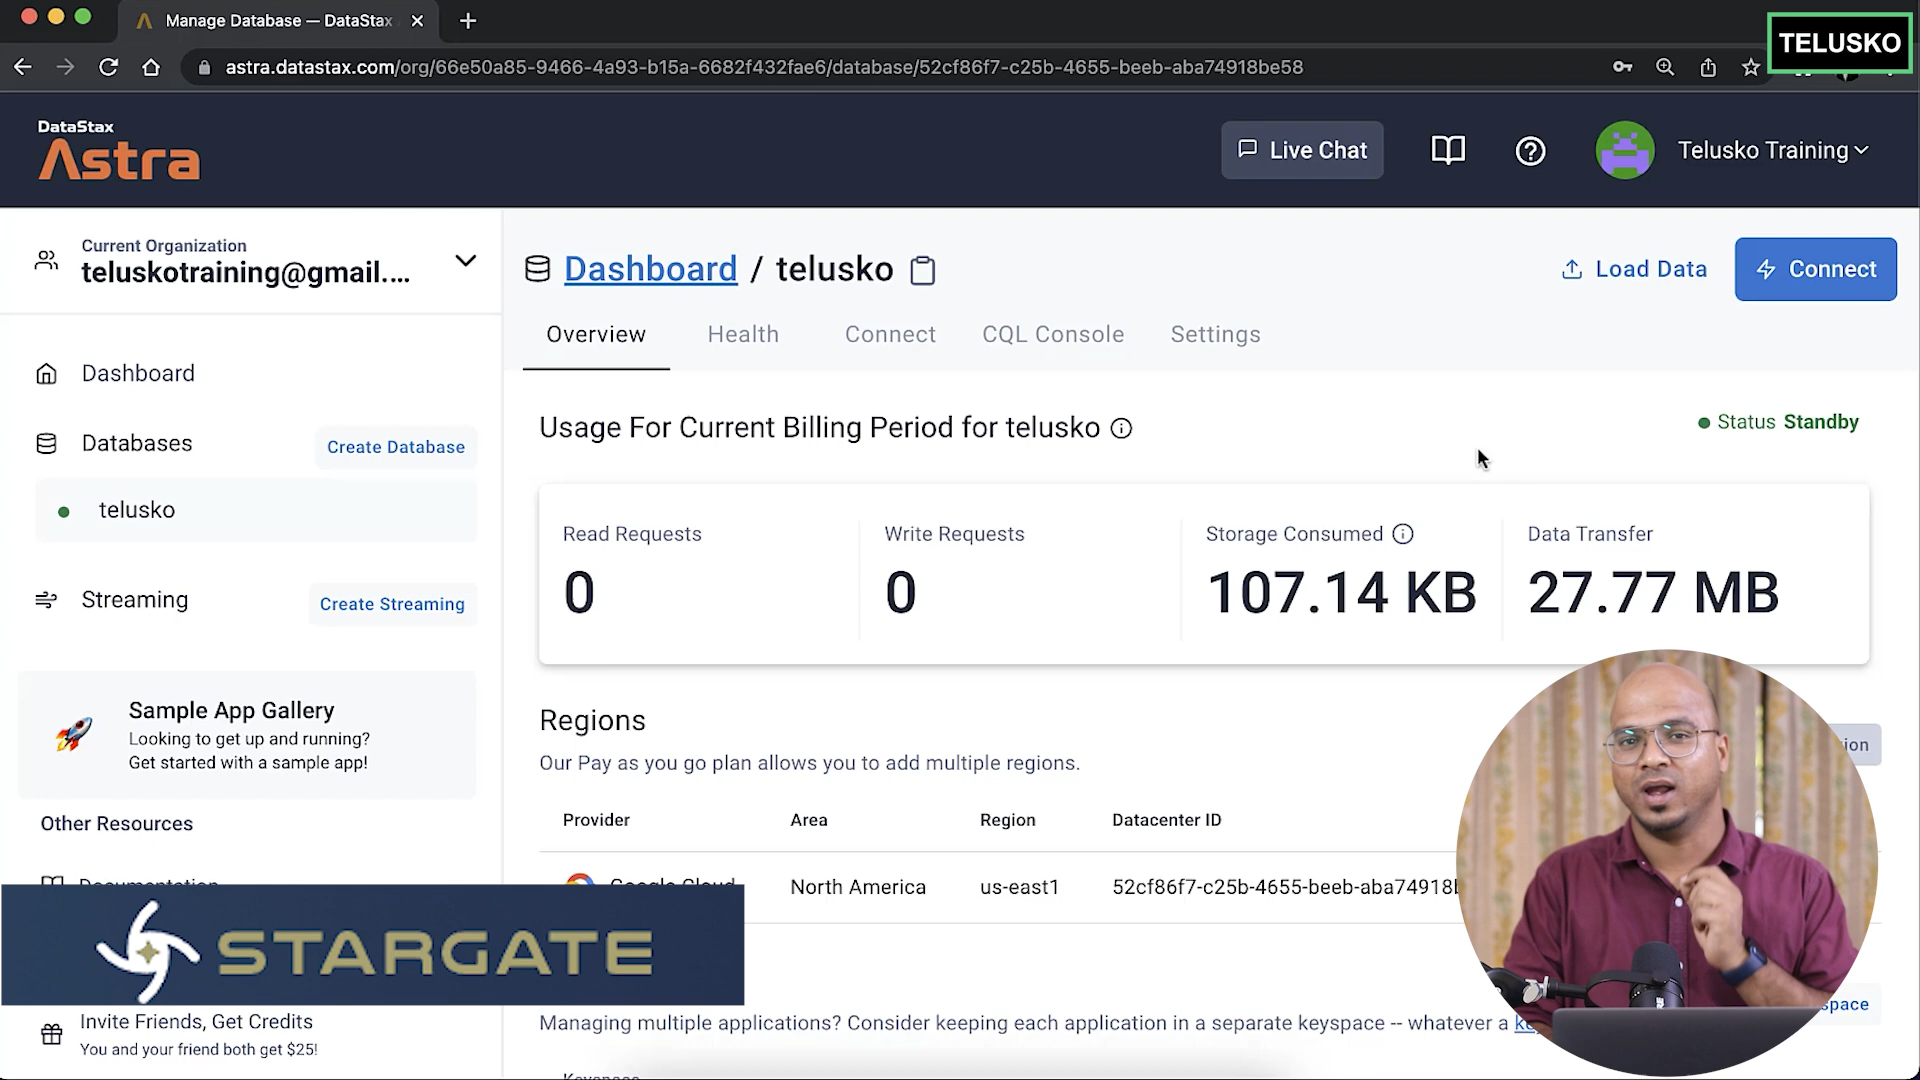 Manage Database — DataStax
TELUSKO
astra.datastax.com/org/66e50a85-9466-4a93-b15a-6682f432fae6/database/52cf86f7-c25b-4655-beeb-aba74918be58
DataStax
Astra
Live Chat
Telusko Training
Current Organization
teluskotraining@gmail....
Dashboard / telusko
Load Data
Connect
Overview
Health
Connect
CQL Console
Settings
Dashboard
Databases
Create Database
telusko
Streaming
Create Streaming
Sample App Gallery
Looking to get up and running?
Get started with a sample app!
Other Resources
Documentation
STARGATE
Invite Friends, Get Credits
You and your friend both get $25!
Usage For Current Billing Period for telusko
Status Standby
Read Requests
0
Write Requests
0
Storage Consumed
107.14 KB
Data Transfer
27.77 MB
Regions
Our Pay as you go plan allows you to add multiple regions.
Provider
Area
Region
Datacenter ID
Google Cloud
North America
us-east1
52cf86f7-c25b-4655-beeb-aba74918
Managing multiple applications? Consider keeping each application in a separate keyspace -- whatever a
Keyspace